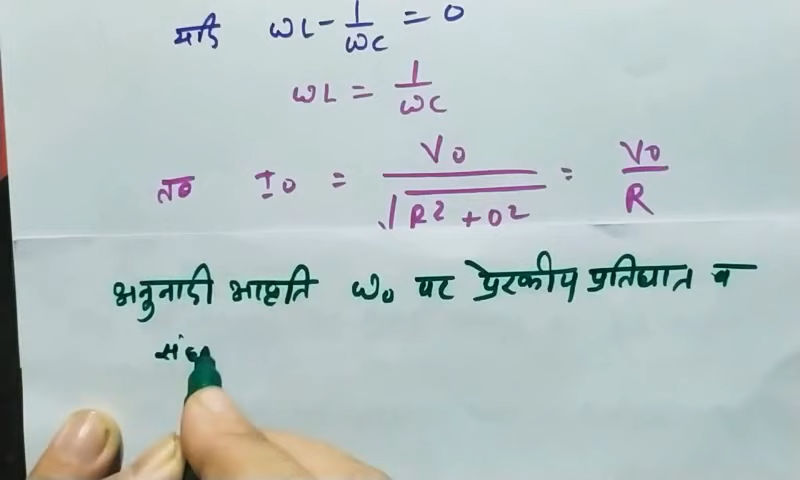 यदि ωL - 1/ωC = 0
ωL = 1/ωC
तब I0 = V0/√R² + 0² = V0/R
अनुनादी आवृति ω₀ पर प्रेरकीय प्रतिघात व